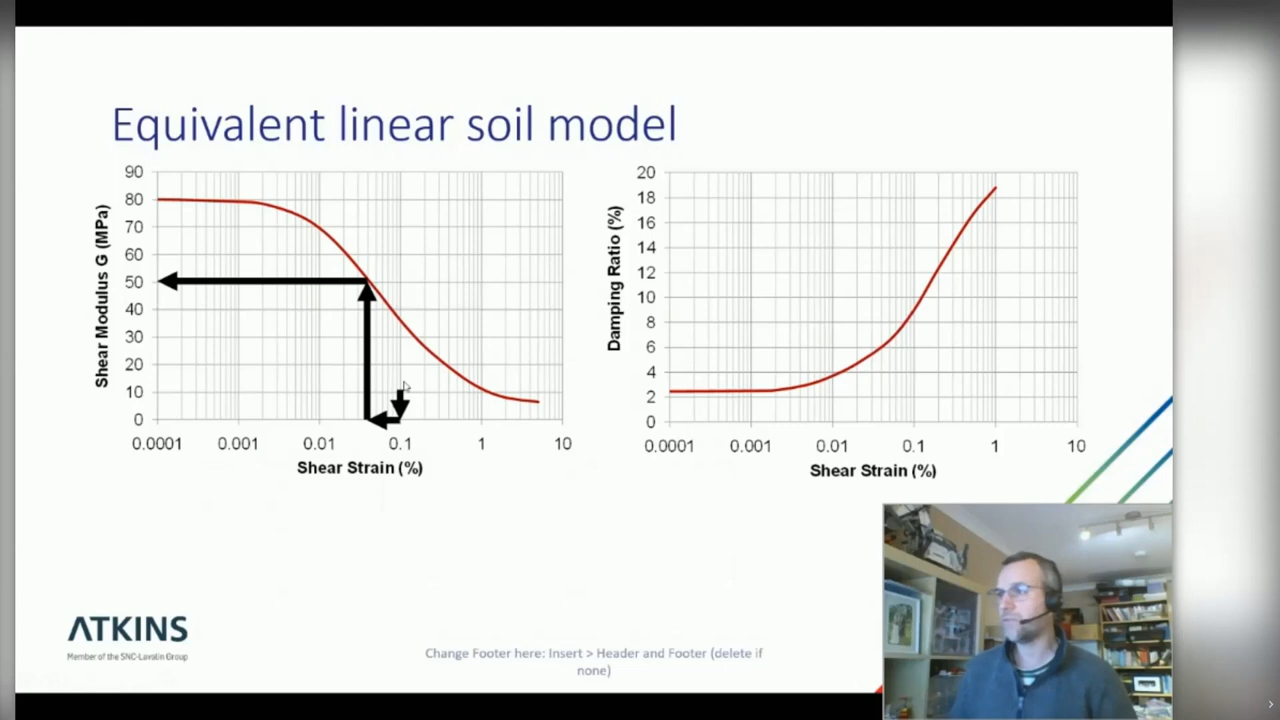 Equivalent linear soil model
Shear Modulus G (MPa)
90
80
70
60
50
40
30
20
10
0
0.0001 0.001 0.01 0.1 1 10
Shear Strain (%)
Damping Ratio (%)
20
18
16
14
12
10
8
6
4
2
0
0.0001 0.001 0.01 0.1 1 10
Shear Strain (%)
ATKINS
Member of the SNC-Lavalin Group
Change Footer here: Insert > Header and Footer (delete if
none)